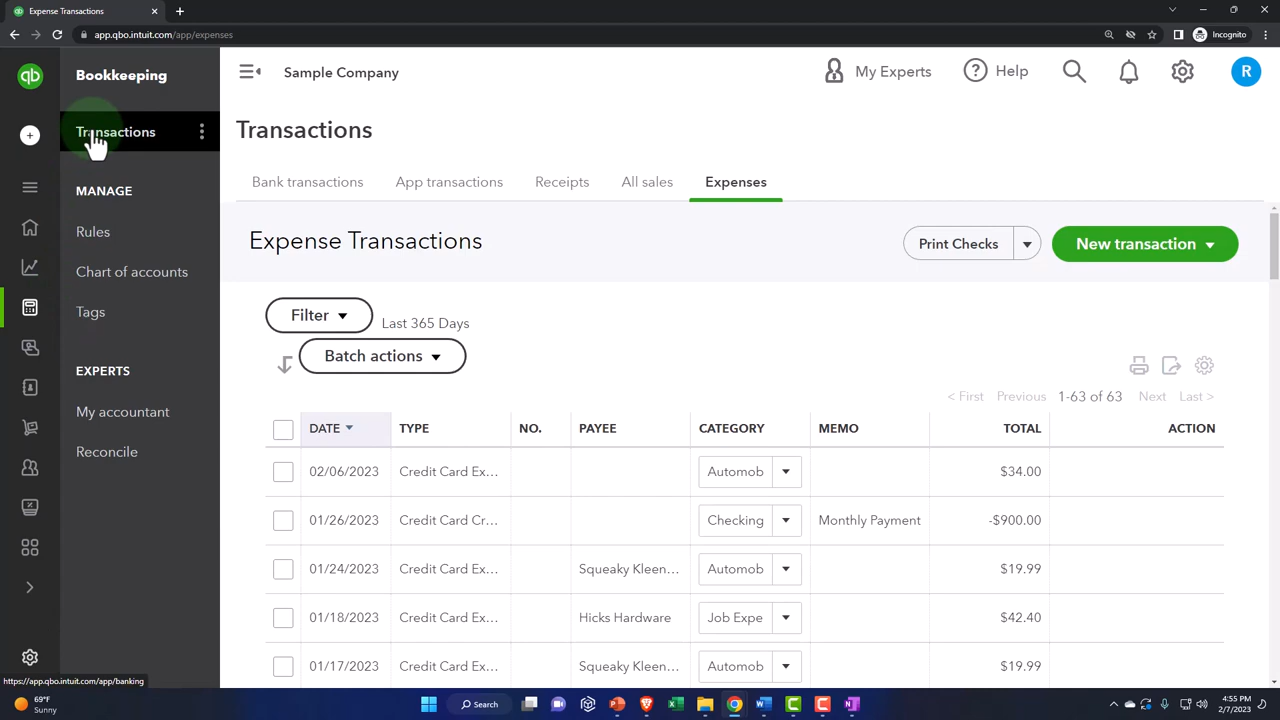 Expense Transactions
app.qbo.intuit.com/app/expenses
Incognito
qb
Bookkeeping
Sample Company
My Experts
Help
R
Transactions
Transactions
Bank transactions
App transactions
Receipts
All sales
Expenses
MANAGE
Rules
Chart of accounts
Tags
EXPERTS
My accountant
Reconcile
Expense Transactions
Print Checks
New transaction
Filter
Last 365 Days
Batch actions
< First Previous 1-63 of 63 Next Last >
DATE TYPE NO. PAYEE CATEGORY MEMO TOTAL ACTION
02/06/2023 Credit Card Ex... Automob $34.00
01/26/2023 Credit Card Cr... Checking Monthly Payment -$900.00
01/24/2023 Credit Card Ex... Squeaky Kleen... Automob $19.99
01/18/2023 Credit Card Ex... Hicks Hardware Job Expe $42.40
01/17/2023 Credit Card Ex... Squeaky Kleen... Automob $19.99
https://app.qbo.intuit.com/app/banking
69°F
Sunny
Search
4:55 PM
2/7/2023